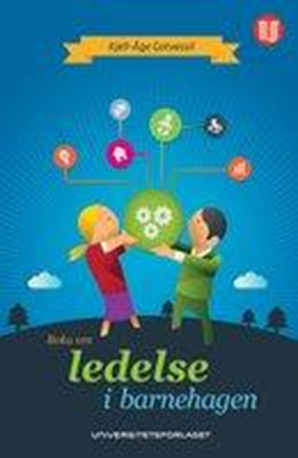 Kjell-Åge Gotvassli
Boka om
ledelse
i barnehagen
UNIVERSITETSFORLAGET